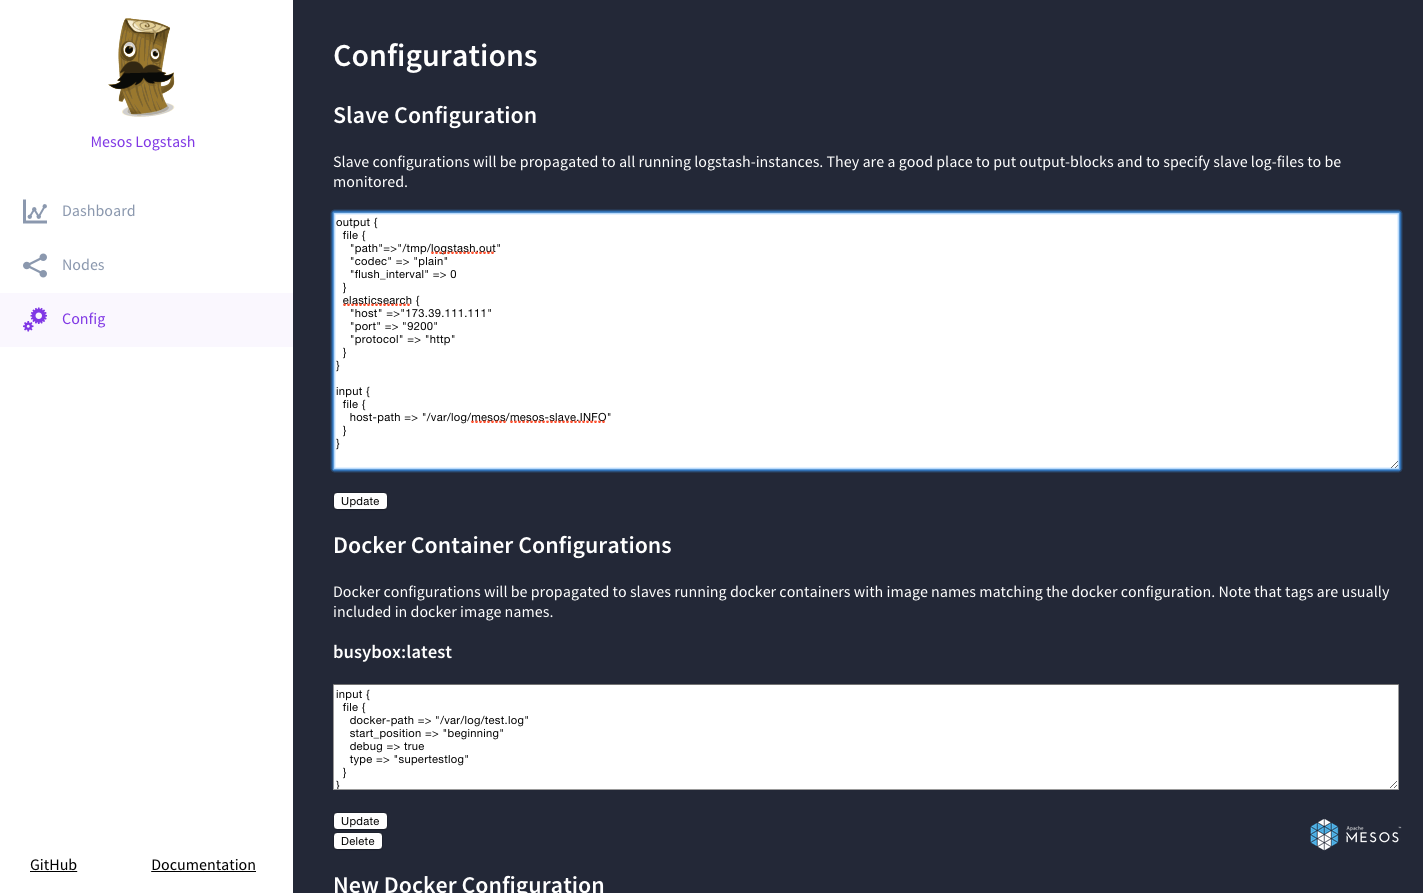 Mesos Logstash
Dashboard
Nodes
Config
GitHub
Documentation
Configurations
Slave Configuration
Slave configurations will be propagated to all running logstash-instances. They are a good place to put output-blocks and to specify slave log-files to be
monitored.
output {
file {
"path"=>"/tmp/logstash.out"
"codec" => "plain"
"flush_interval" => 0
}
elasticsearch {
"host" =>"173.39.111.111"
"port" => "9200"
"protocol" => "http"
}
}
input {
file {
host-path => "/var/log/mesos/mesos-slave.INFO"
}
}
Update
Docker Container Configurations
Docker configurations will be propagated to slaves running docker containers with image names matching the docker configuration. Note that tags are usually
included in docker image names.
busybox:latest
input {
file {
docker-path => "/var/log/test.log"
start_position => "beginning"
debug => true
type => "supertestlog"
}
}
Update
Delete
Apache
MESOS™
New Docker Configuration